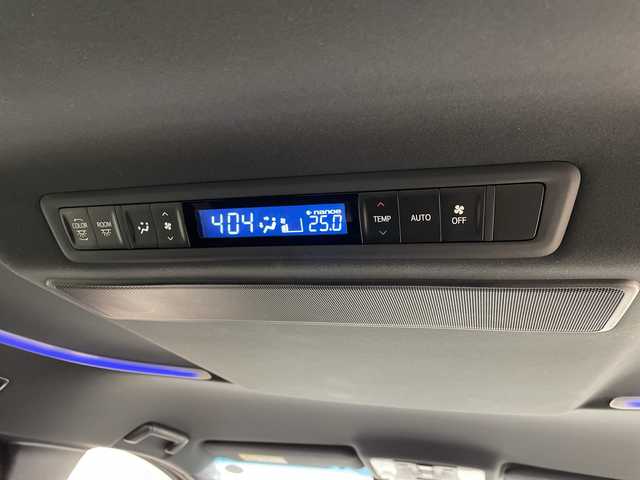 COLOR
ROOM
404
nanoe
25.0
TEMP
AUTO
OFF